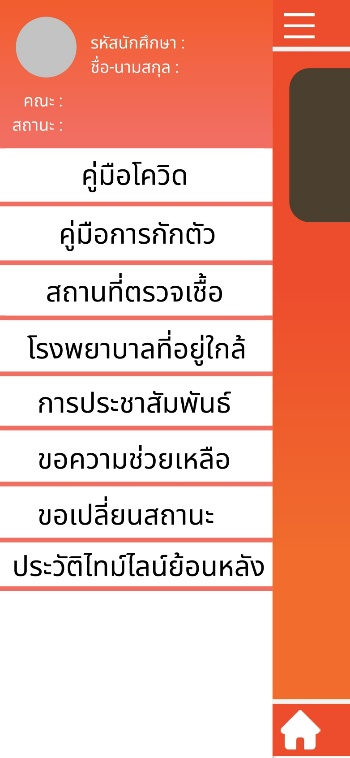 รหัสนักศึกษา :
ชื่อ-นามสกุล :
คณะ :
สถานะ :
คู่มือโควิด
คู่มือการกักตัว
สถานที่ตรวจเชื้อ
โรงพยาบาลที่อยู่ใกล้
การประชาสัมพันธ์
ขอความช่วยเหลือ
ขอเปลี่ยนสถานะ
ประวัติไทม์ไลน์ย้อนหลัง